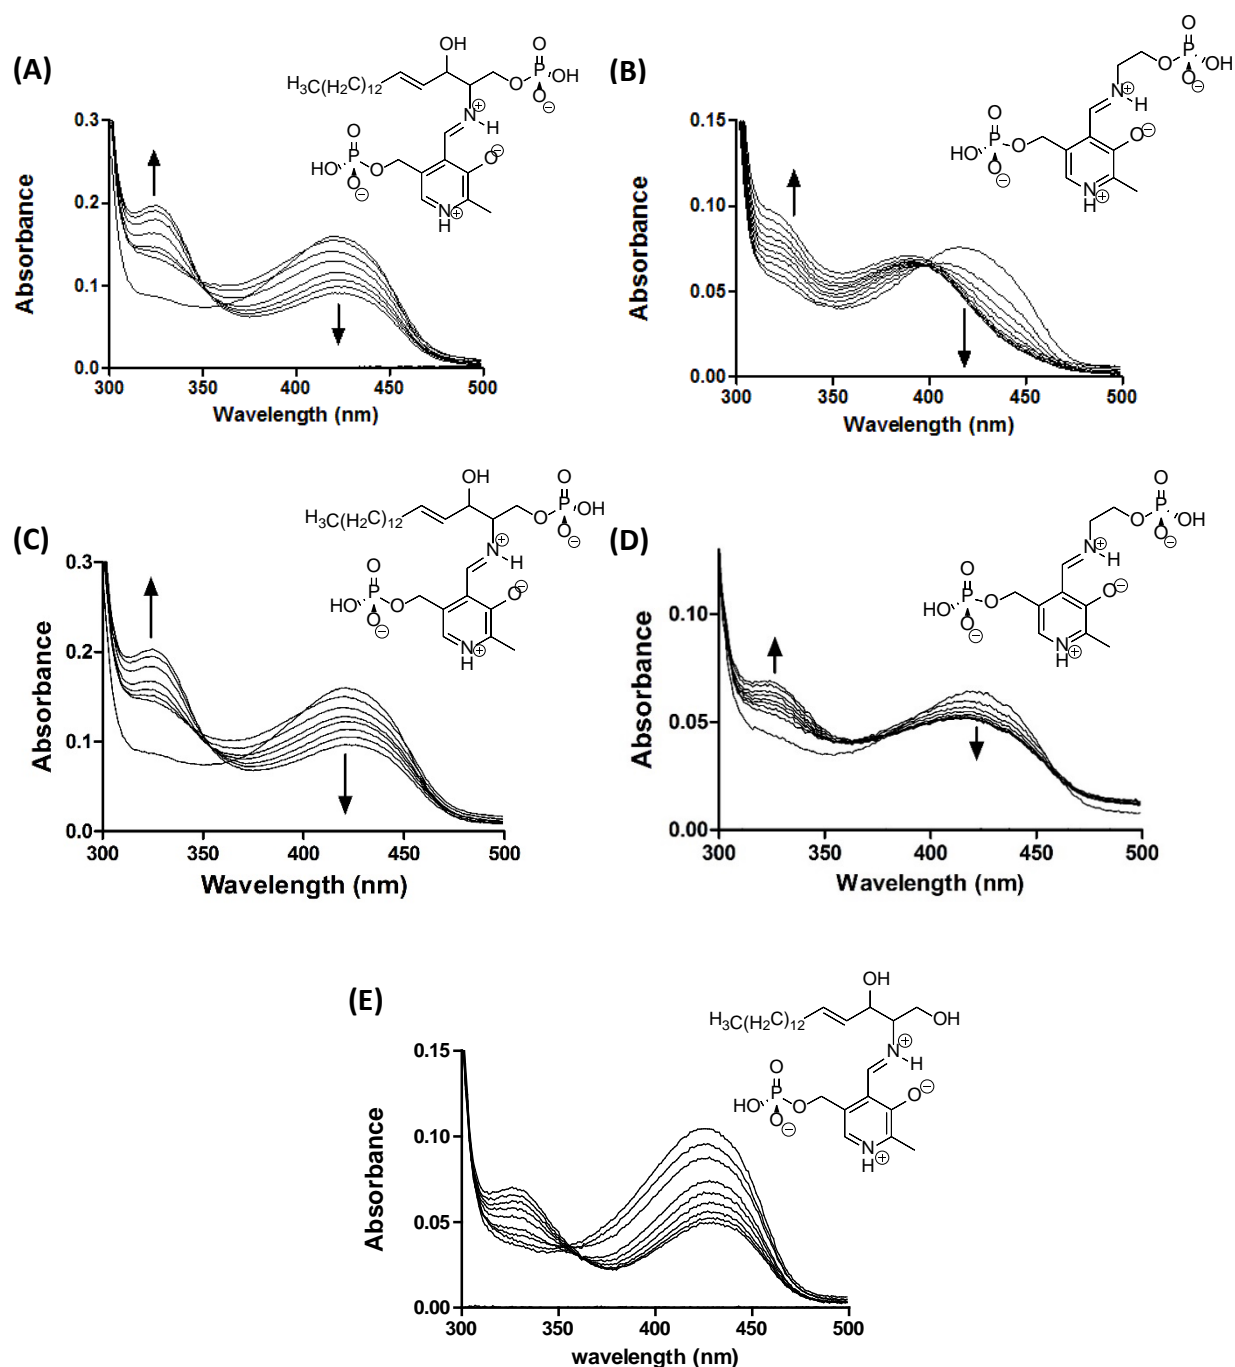 (A)
OH
H₃C(H₂C)₁₂
O
P
O
OH
O⊖
N⊕
H
O
P
HO
O
O⊖
O⊖
N⊕
H
0.3
0.2
0.1
0.0
300 350 400 450 500
Absorbance
Wavelength (nm)
(B)
O
P
O
OH
O⊖
N⊕
H
O
P
HO
O
O⊖
O⊖
N⊕
H
0.15
0.10
0.05
0.00
300 350 400 450 500
Absorbance
Wavelength (nm)
(C)
OH
H₃C(H₂C)₁₂
O
P
O
OH
O⊖
N⊕
H
O
P
HO
O
O⊖
O⊖
N⊕
H
0.3
0.2
0.1
0.0
300 350 400 450 500
Absorbance
Wavelength (nm)
(D)
O
P
O
OH
O⊖
N⊕
H
O
P
HO
O
O⊖
O⊖
N⊕
H
0.10
0.05
0.00
300 350 400 450 500
Absorbance
Wavelength (nm)
(E)
OH
H₃C(H₂C)₁₂
OH
N⊕
H
O
P
HO
O
O⊖
O⊖
N⊕
H
0.15
0.10
0.05
0.00
300 350 400 450 500
Absorbance
wavelength (nm)